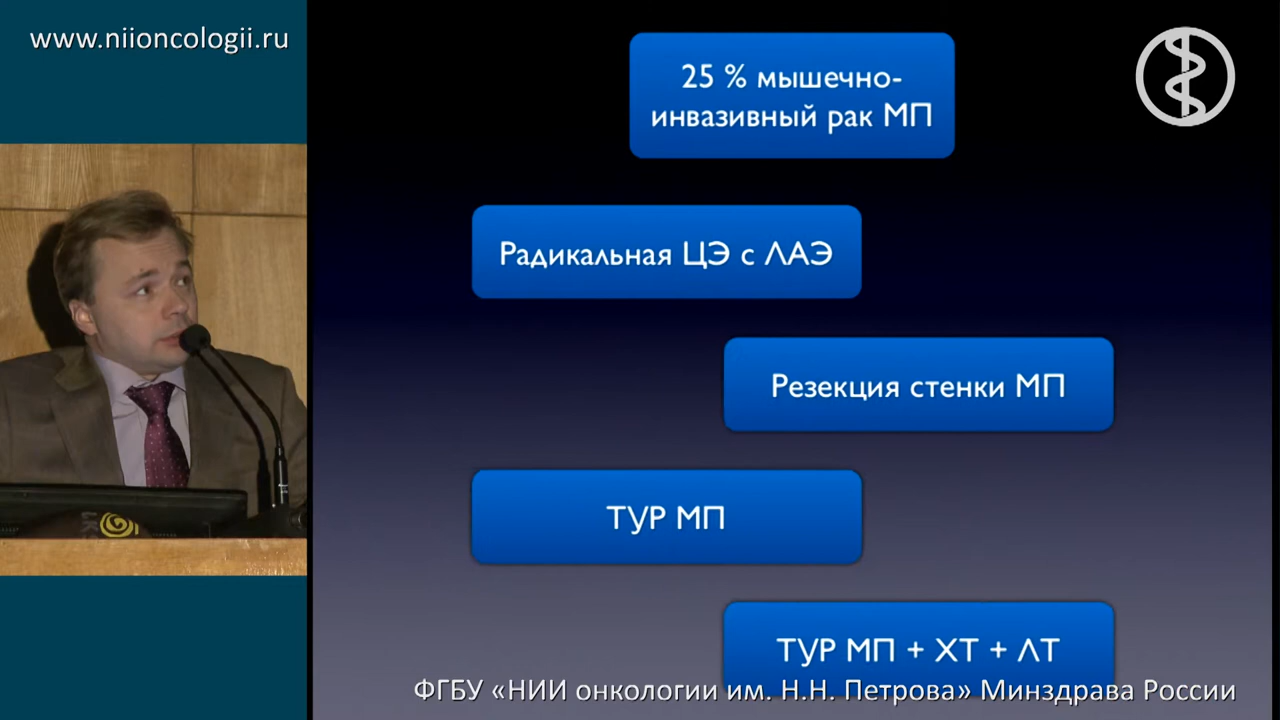 www.niioncologii.ru
25 % мышечно-
инвазивный рак МП
Радикальная ЦЭ с ЛАЭ
Резекция стенки МП
ТУР МП
ТУР МП + ХТ + ЛТ
ФГБУ «НИИ онкологии им. Н.Н. Петрова» Минздрава России